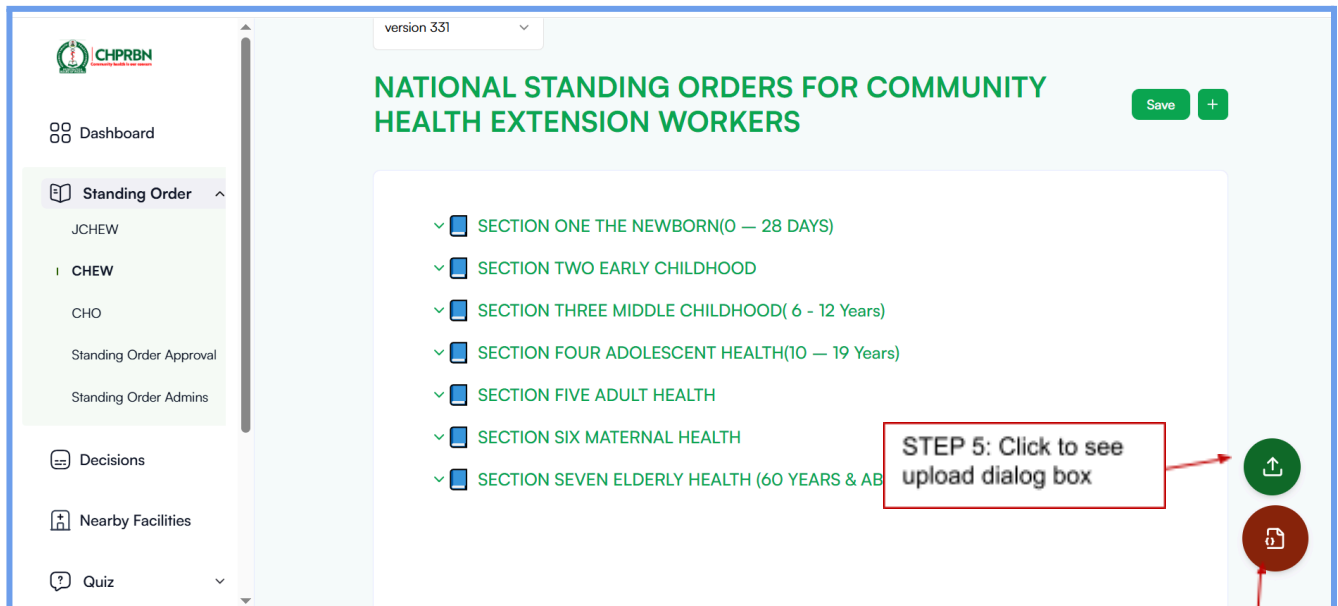 version 331
CHPRBN
NATIONAL STANDING ORDERS FOR COMMUNITY
HEALTH EXTENSION WORKERS
Save
+
Dashboard
Standing Order
JCHEW
CHEW
CHO
Standing Order Approval
Standing Order Admins
Decisions
Nearby Facilities
Quiz
SECTION ONE THE NEWBORN(0 — 28 DAYS)
SECTION TWO EARLY CHILDHOOD
SECTION THREE MIDDLE CHILDHOOD( 6 - 12 Years)
SECTION FOUR ADOLESCENT HEALTH(10 — 19 Years)
SECTION FIVE ADULT HEALTH
SECTION SIX MATERNAL HEALTH
SECTION SEVEN ELDERLY HEALTH (60 YEARS & AB
STEP 5: Click to see
upload dialog box